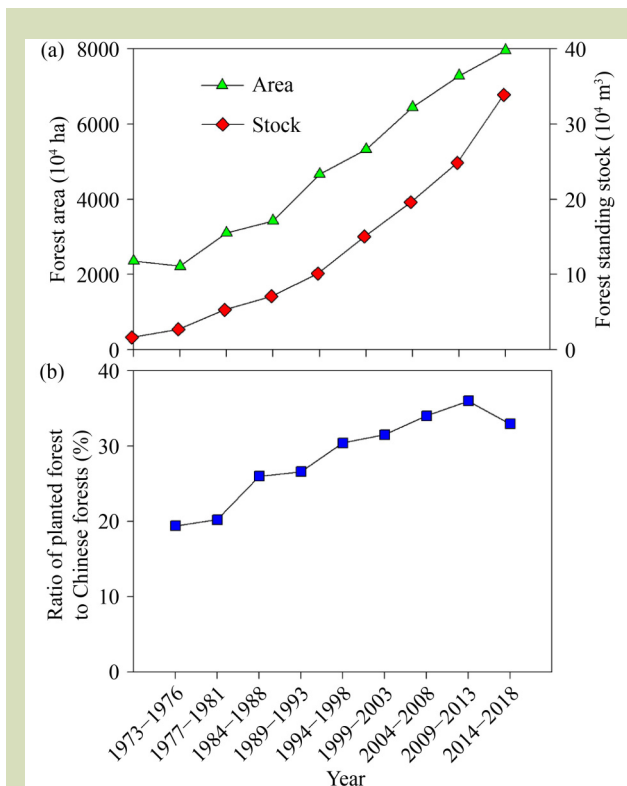 (a)
8000
6000
4000
2000
0
Forest area (10⁴ ha)
Area
Stock
40
30
20
10
0
Forest standing stock (10⁴ m³)
(b)
40
30
20
10
0
Ratio of planted forest
to Chinese forests (%)
1973–1976
1977–1981
1984–1988
1989–1993
1994–1998
1999–2003
2004–2008
2009–2013
2014–2018
Year